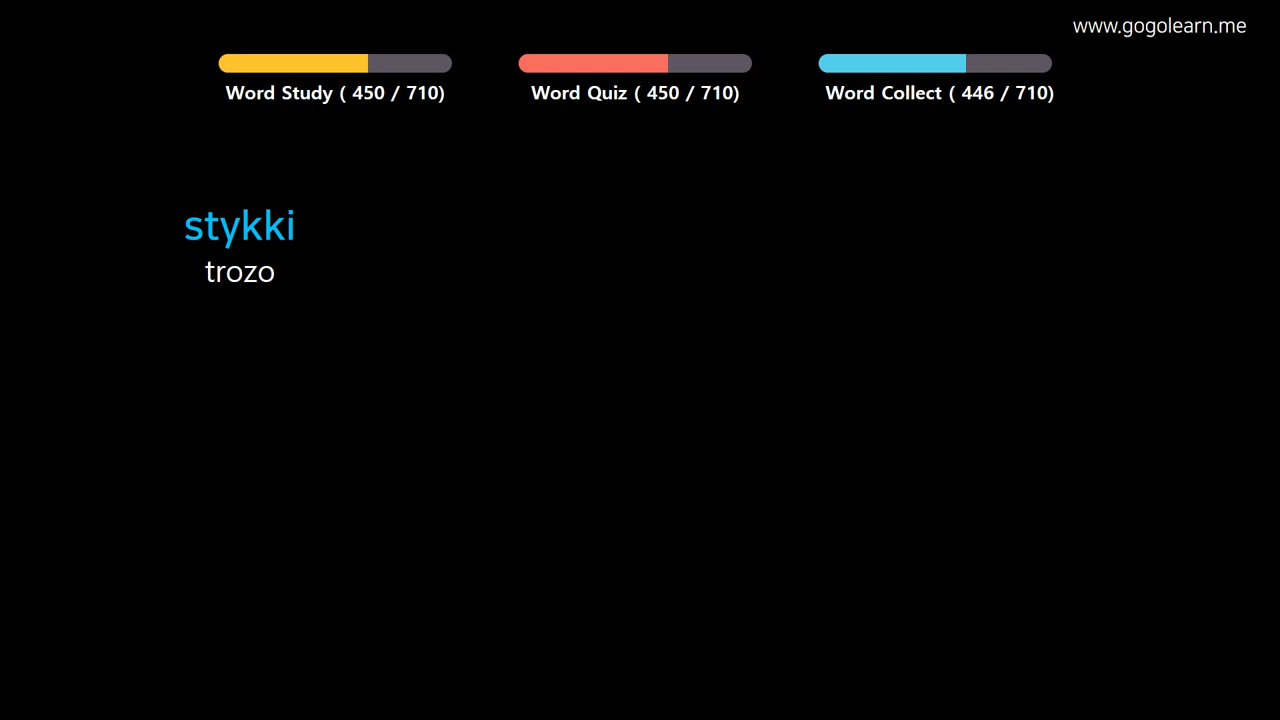 www.gogolearn.me
Word Study ( 450 / 710)
Word Quiz ( 450 / 710)
Word Collect ( 446 / 710)
stykki
trozo